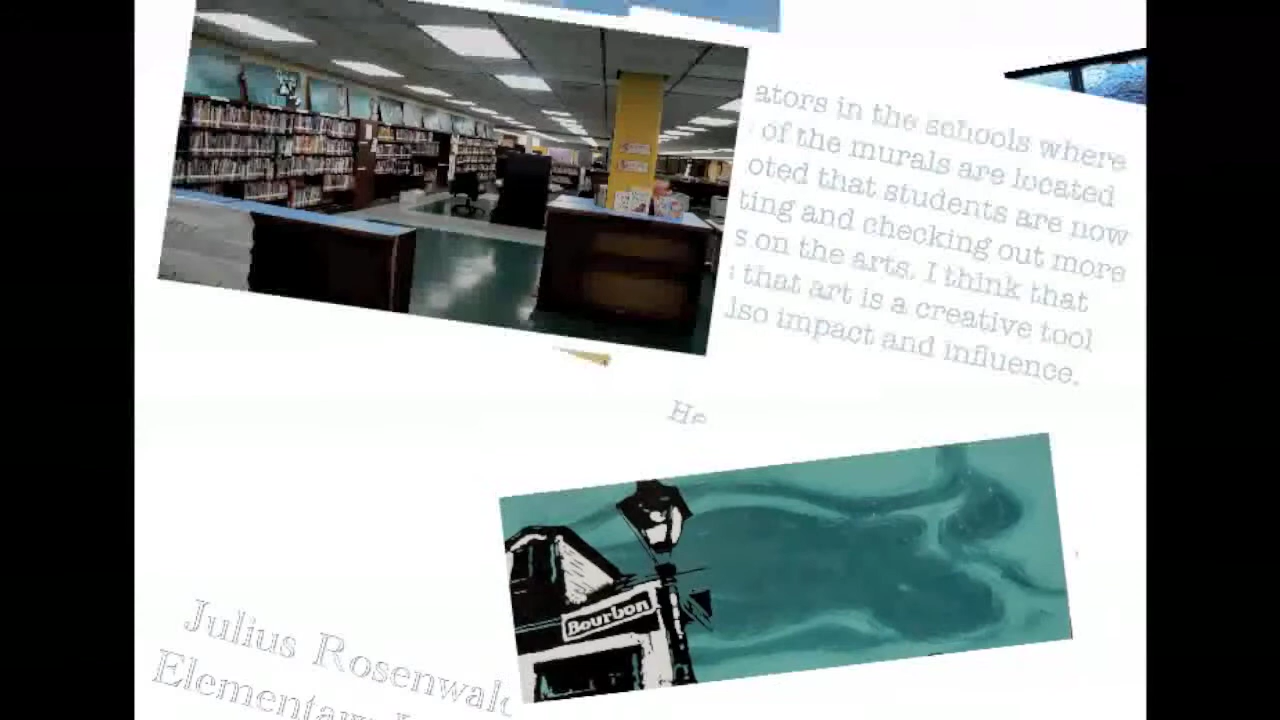 ators in the schools where
of the murals are located
oted that students are now
ting and checking out more
s on the arts. I think that
that art is a creative tool
lso impact and influence.
He
Bourbon
Julius Rosenwald